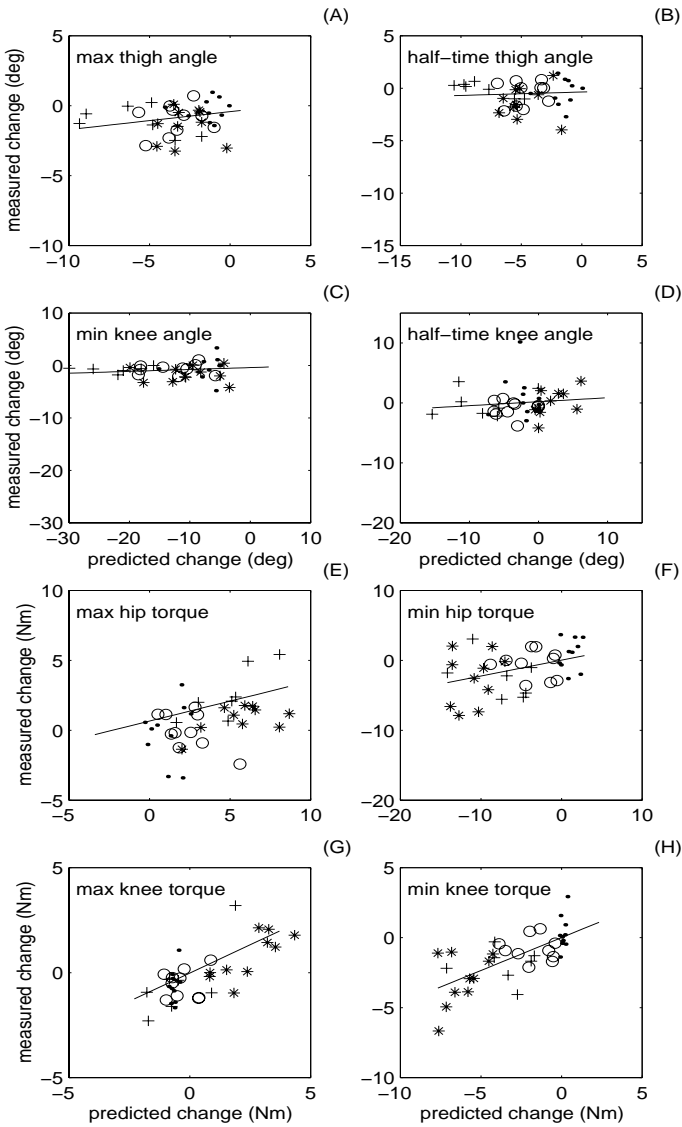 (A)
(B)
max thigh angle
half−time thigh angle
measured change (deg)
5
0
−5
−10
−10
−5
0
5
5
0
−5
−10
−15
−15
−10
−5
0
5
(C)
(D)
min knee angle
half−time knee angle
measured change (deg)
10
0
−10
−20
−30
−30
−20
−10
0
10
predicted change (deg)
10
0
−10
−20
−20
−10
0
10
predicted change (deg)
(E)
(F)
max hip torque
min hip torque
measured change (Nm)
10
5
0
−5
−5
0
5
10
10
0
−10
−20
−20
−10
0
10
(G)
(H)
max knee torque
min knee torque
measured change (Nm)
5
0
−5
−5
0
5
predicted change (Nm)
5
0
−5
−10
−10
−5
0
5
predicted change (Nm)